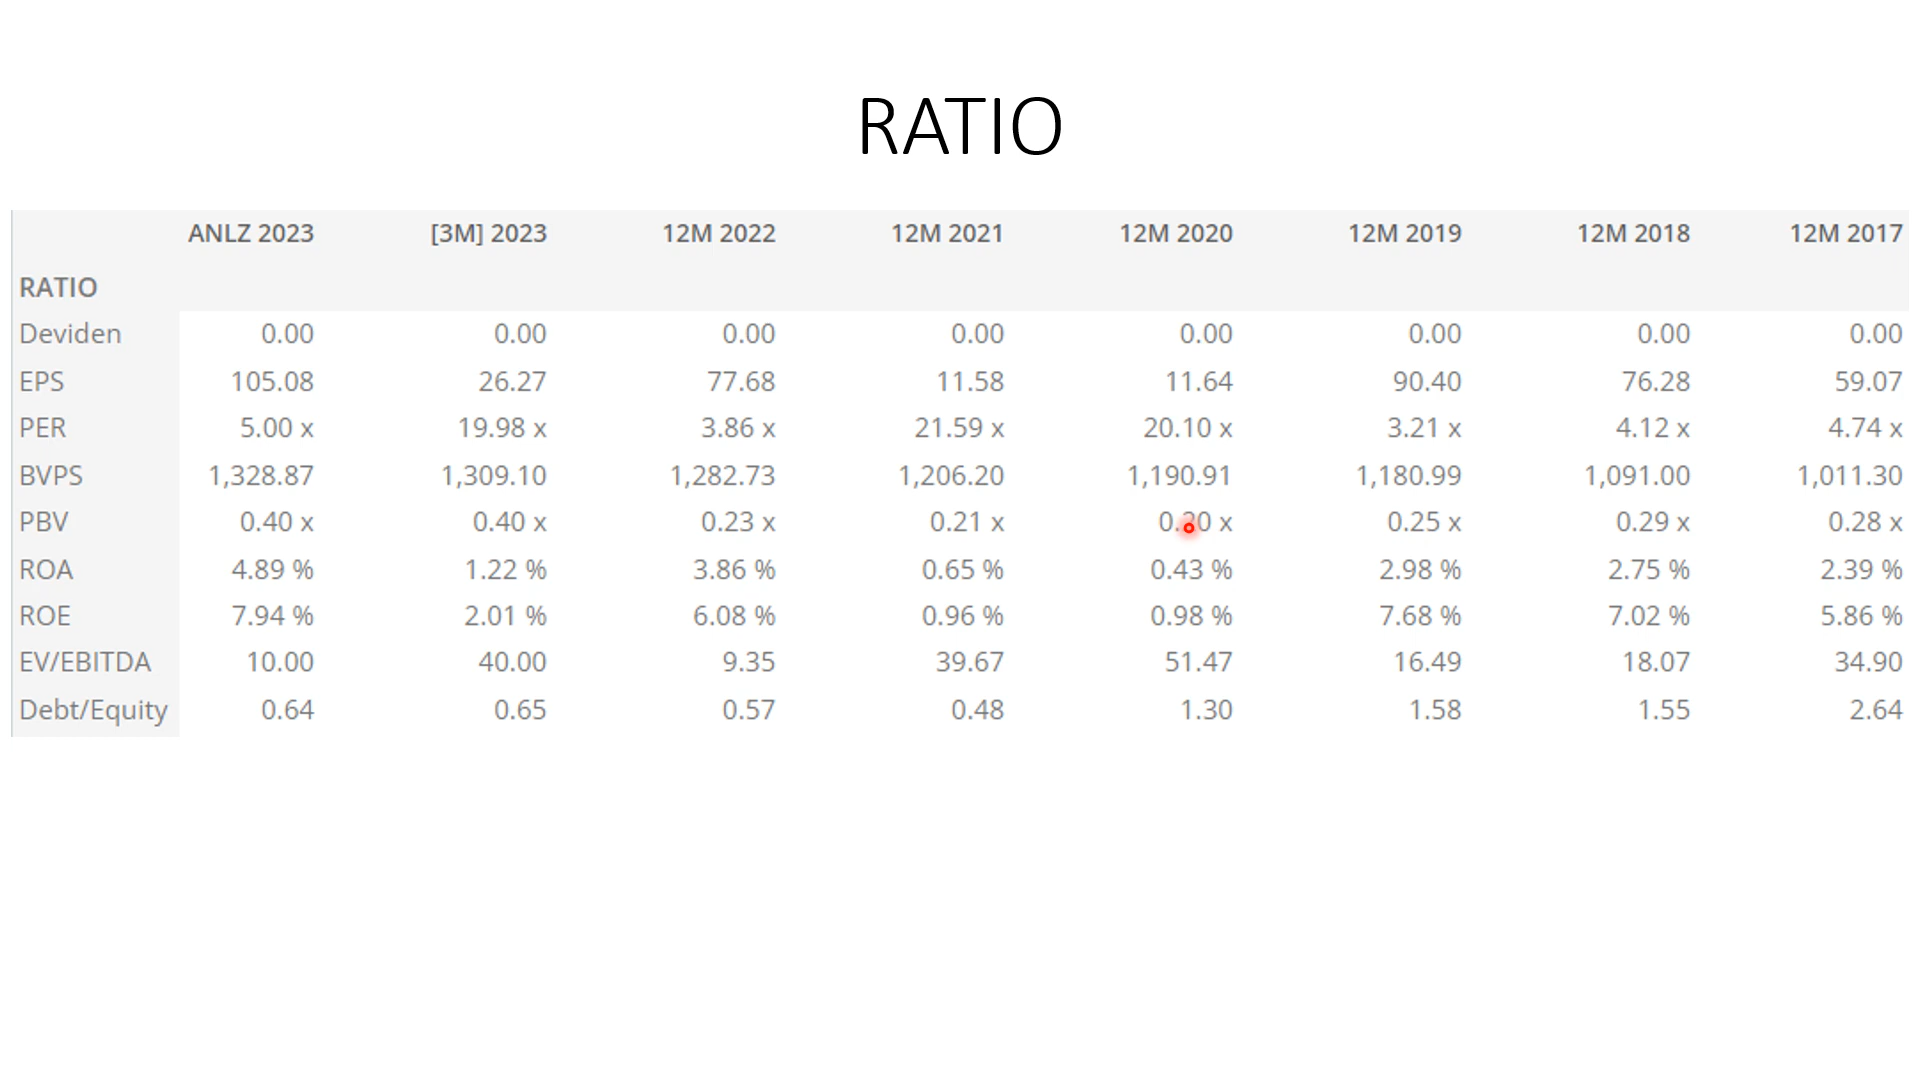 RATIO
ANLZ 2023 [3M] 2023 12M 2022 12M 2021 12M 2020 12M 2019 12M 2018 12M 2017
RATIO
Deviden 0.00 0.00 0.00 0.00 0.00 0.00 0.00 0.00
EPS 105.08 26.27 77.68 11.58 11.64 90.40 76.28 59.07
PER 5.00 x 19.98 x 3.86 x 21.59 x 20.10 x 3.21 x 4.12 x 4.74 x
BVPS 1,328.87 1,309.10 1,282.73 1,206.20 1,190.91 1,180.99 1,091.00 1,011.30
PBV 0.40 x 0.40 x 0.23 x 0.21 x 0.20 x 0.25 x 0.29 x 0.28 x
ROA 4.89 % 1.22 % 3.86 % 0.65 % 0.43 % 2.98 % 2.75 % 2.39 %
ROE 7.94 % 2.01 % 6.08 % 0.96 % 0.98 % 7.68 % 7.02 % 5.86 %
EV/EBITDA 10.00 40.00 9.35 39.67 51.47 16.49 18.07 34.90
Debt/Equity 0.64 0.65 0.57 0.48 1.30 1.58 1.55 2.64